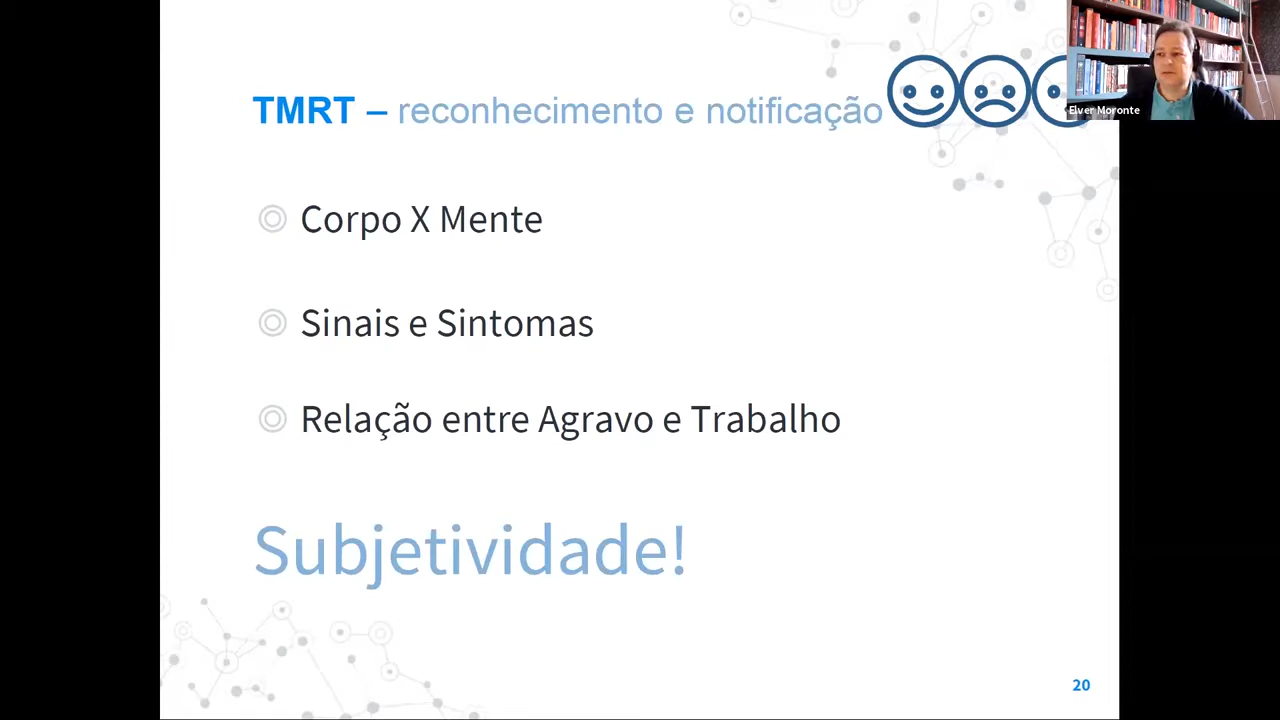 TMRT – reconhecimento e notificação
Elver Moronte
Corpo X Mente
Sinais e Sintomas
Relação entre Agravo e Trabalho
Subjetividade!
20